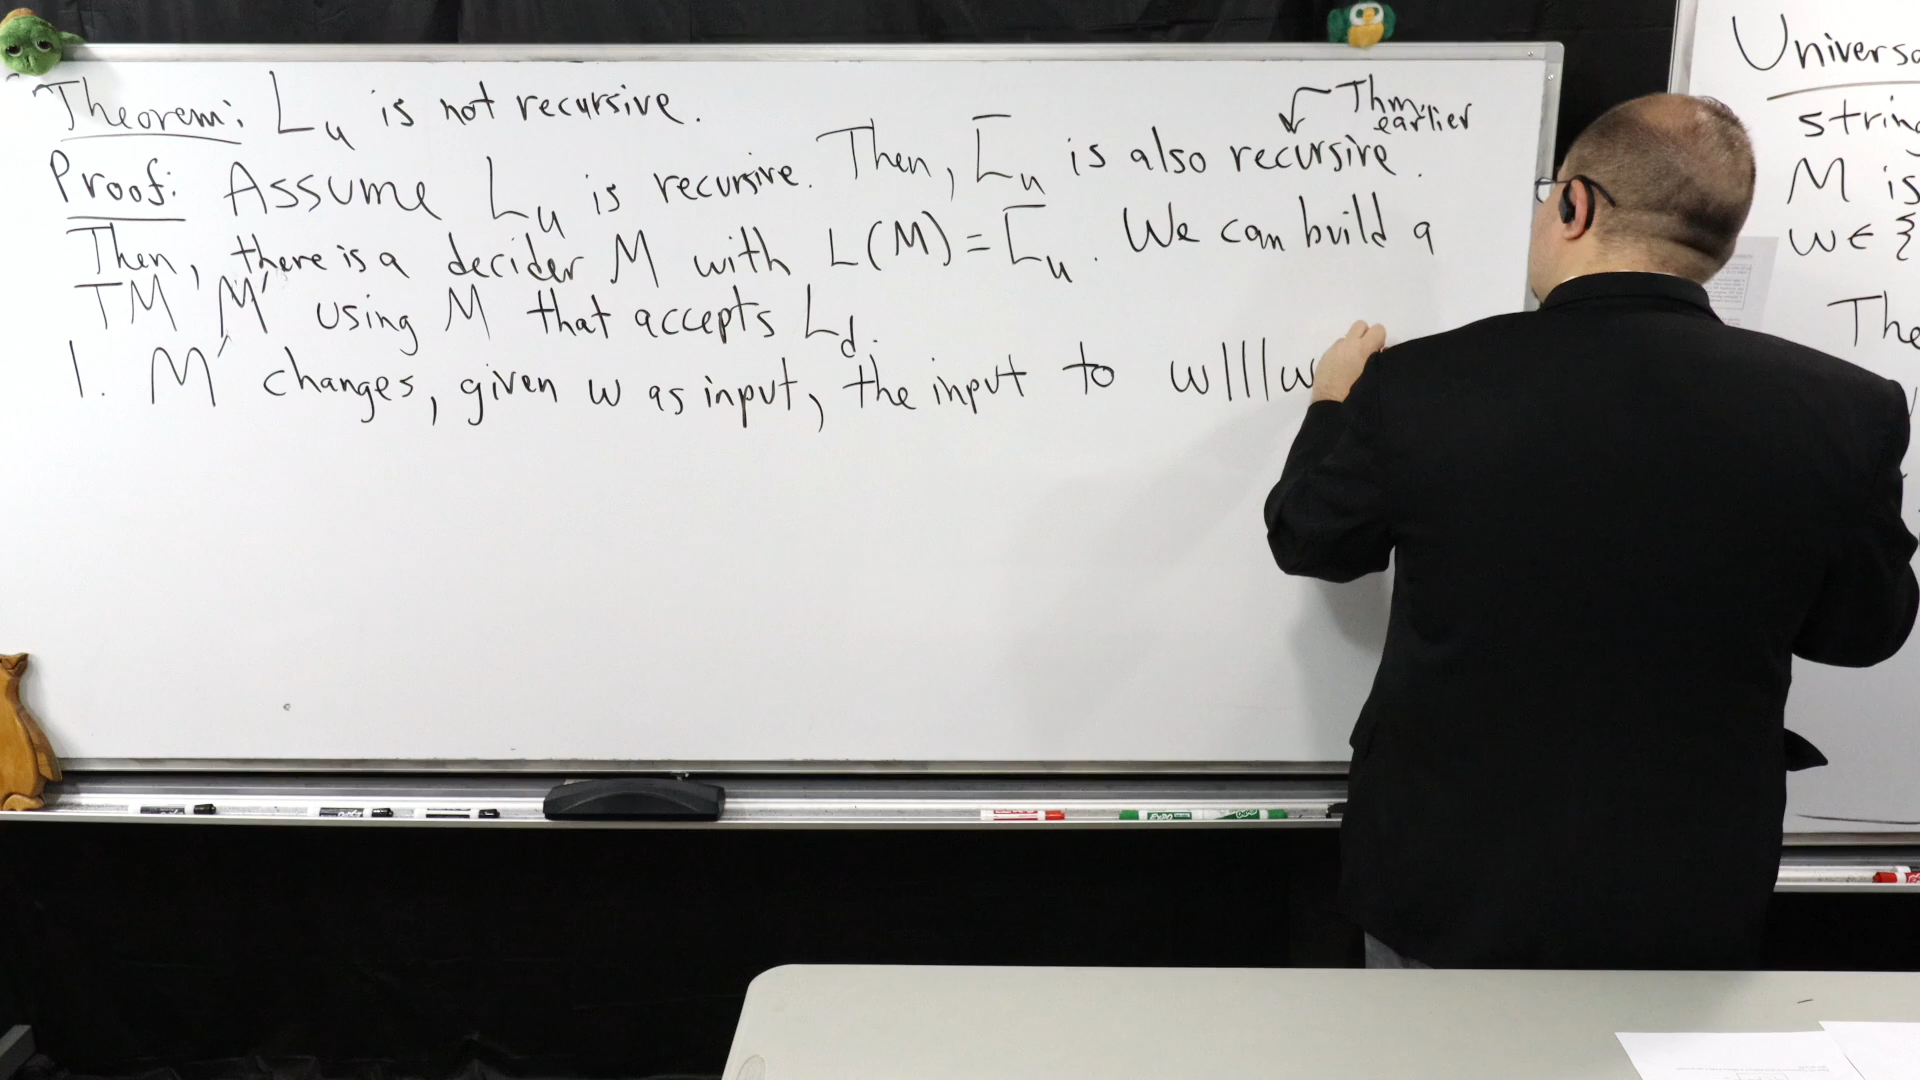 Theorem: Lu is not recursive.
Thm. earlier
Proof: Assume Lu is recursive. Then, L̅u is also recursive.
Then, there is a decider M with L(M) = L̅u. We can build a
TM M' using M that accepts Ld.
1. M' changes, given w as input, the input to w111w
Universa
string
M is
w ∈ {
The